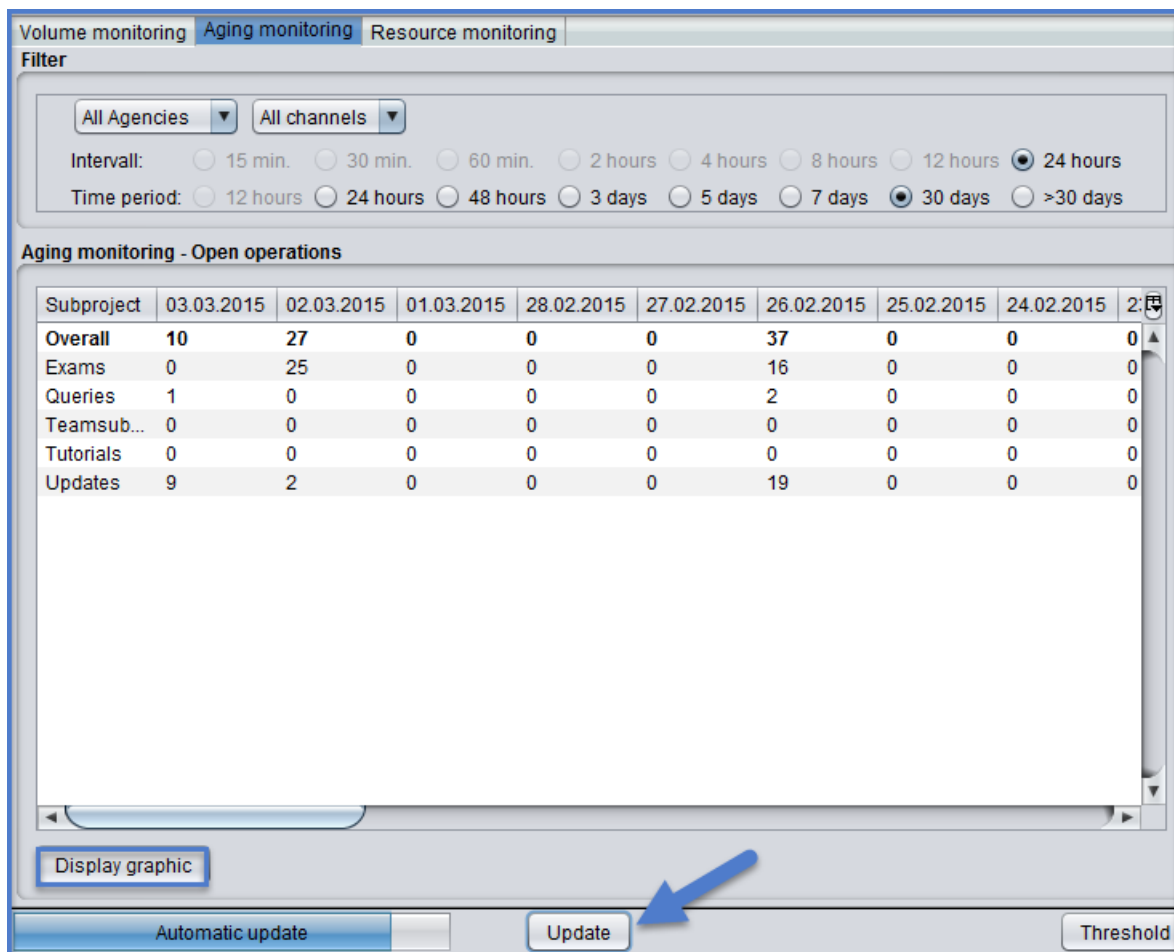 Volume monitoring Aging monitoring Resource monitoring
Filter
All Agencies All channels
Intervall: 15 min. 30 min. 60 min. 2 hours 4 hours 8 hours 12 hours 24 hours
Time period: 12 hours 24 hours 48 hours 3 days 5 days 7 days 30 days >30 days
Aging monitoring - Open operations
Subproject 03.03.2015 02.03.2015 01.03.2015 28.02.2015 27.02.2015 26.02.2015 25.02.2015 24.02.2015
Overall 10 27 0 0 0 37 0 0 0
Exams 0 25 0 0 0 16 0 0 0
Queries 1 0 0 0 0 2 0 0 0
Teamsub... 0 0 0 0 0 0 0 0 0
Tutorials 0 0 0 0 0 0 0 0 0
Updates 9 2 0 0 0 19 0 0 0
Display graphic
Automatic update Update Threshold